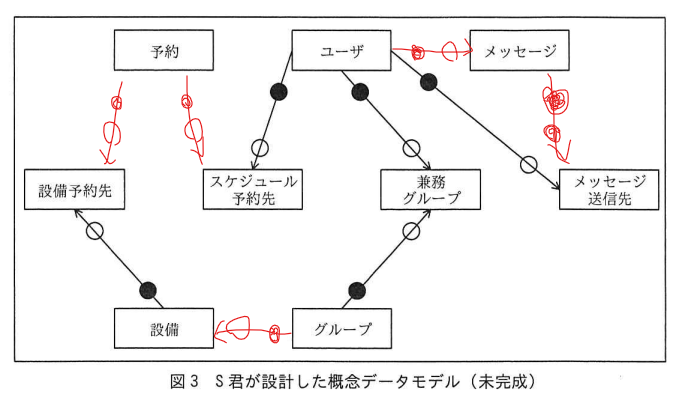 予約
ユーザ
メッセージ
設備予約先
スケジュール
予約先
兼務
グループ
メッセージ
送信先
設備
グループ
図3 S君が設計した概念データモデル（未完成）